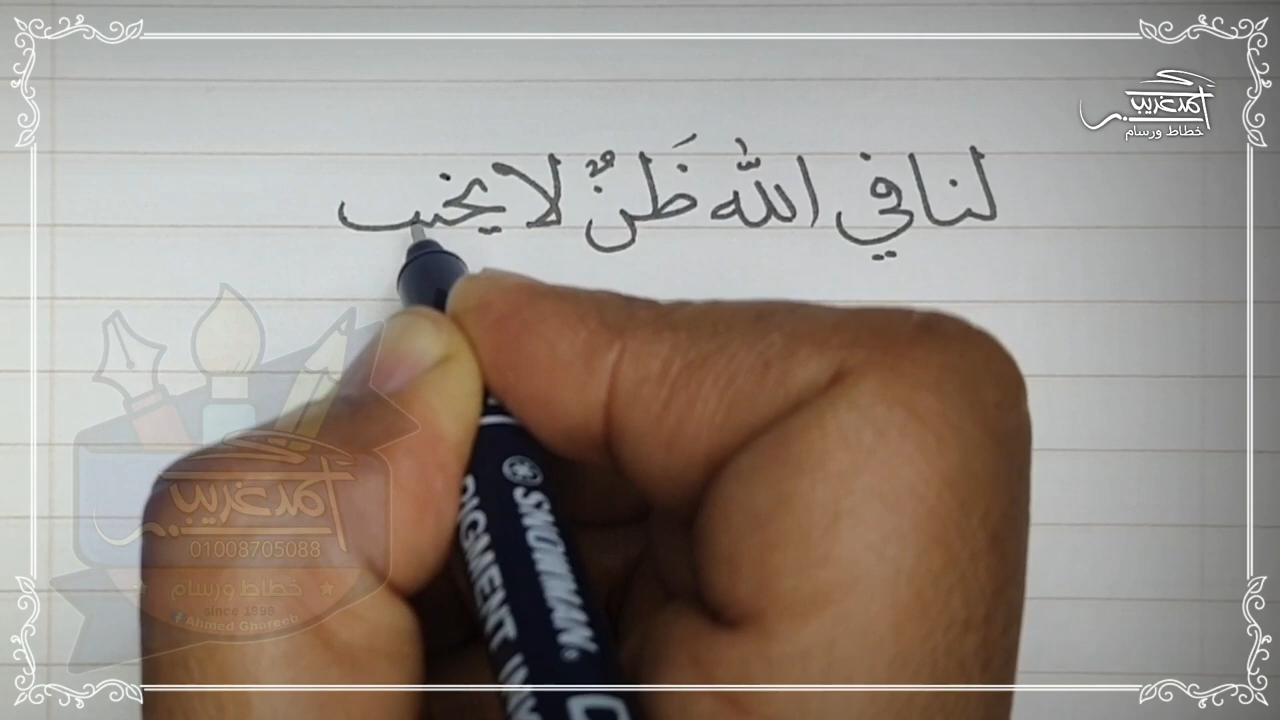 أحمد غريب
خطاط ورسام
لنا في الله ظَنٌّ لا يخيب
أحمد غريب
01008705088
خطاط ورسام
since 1998
Ahmed Ghareeb
SNOWMAN
PIGMENT INK